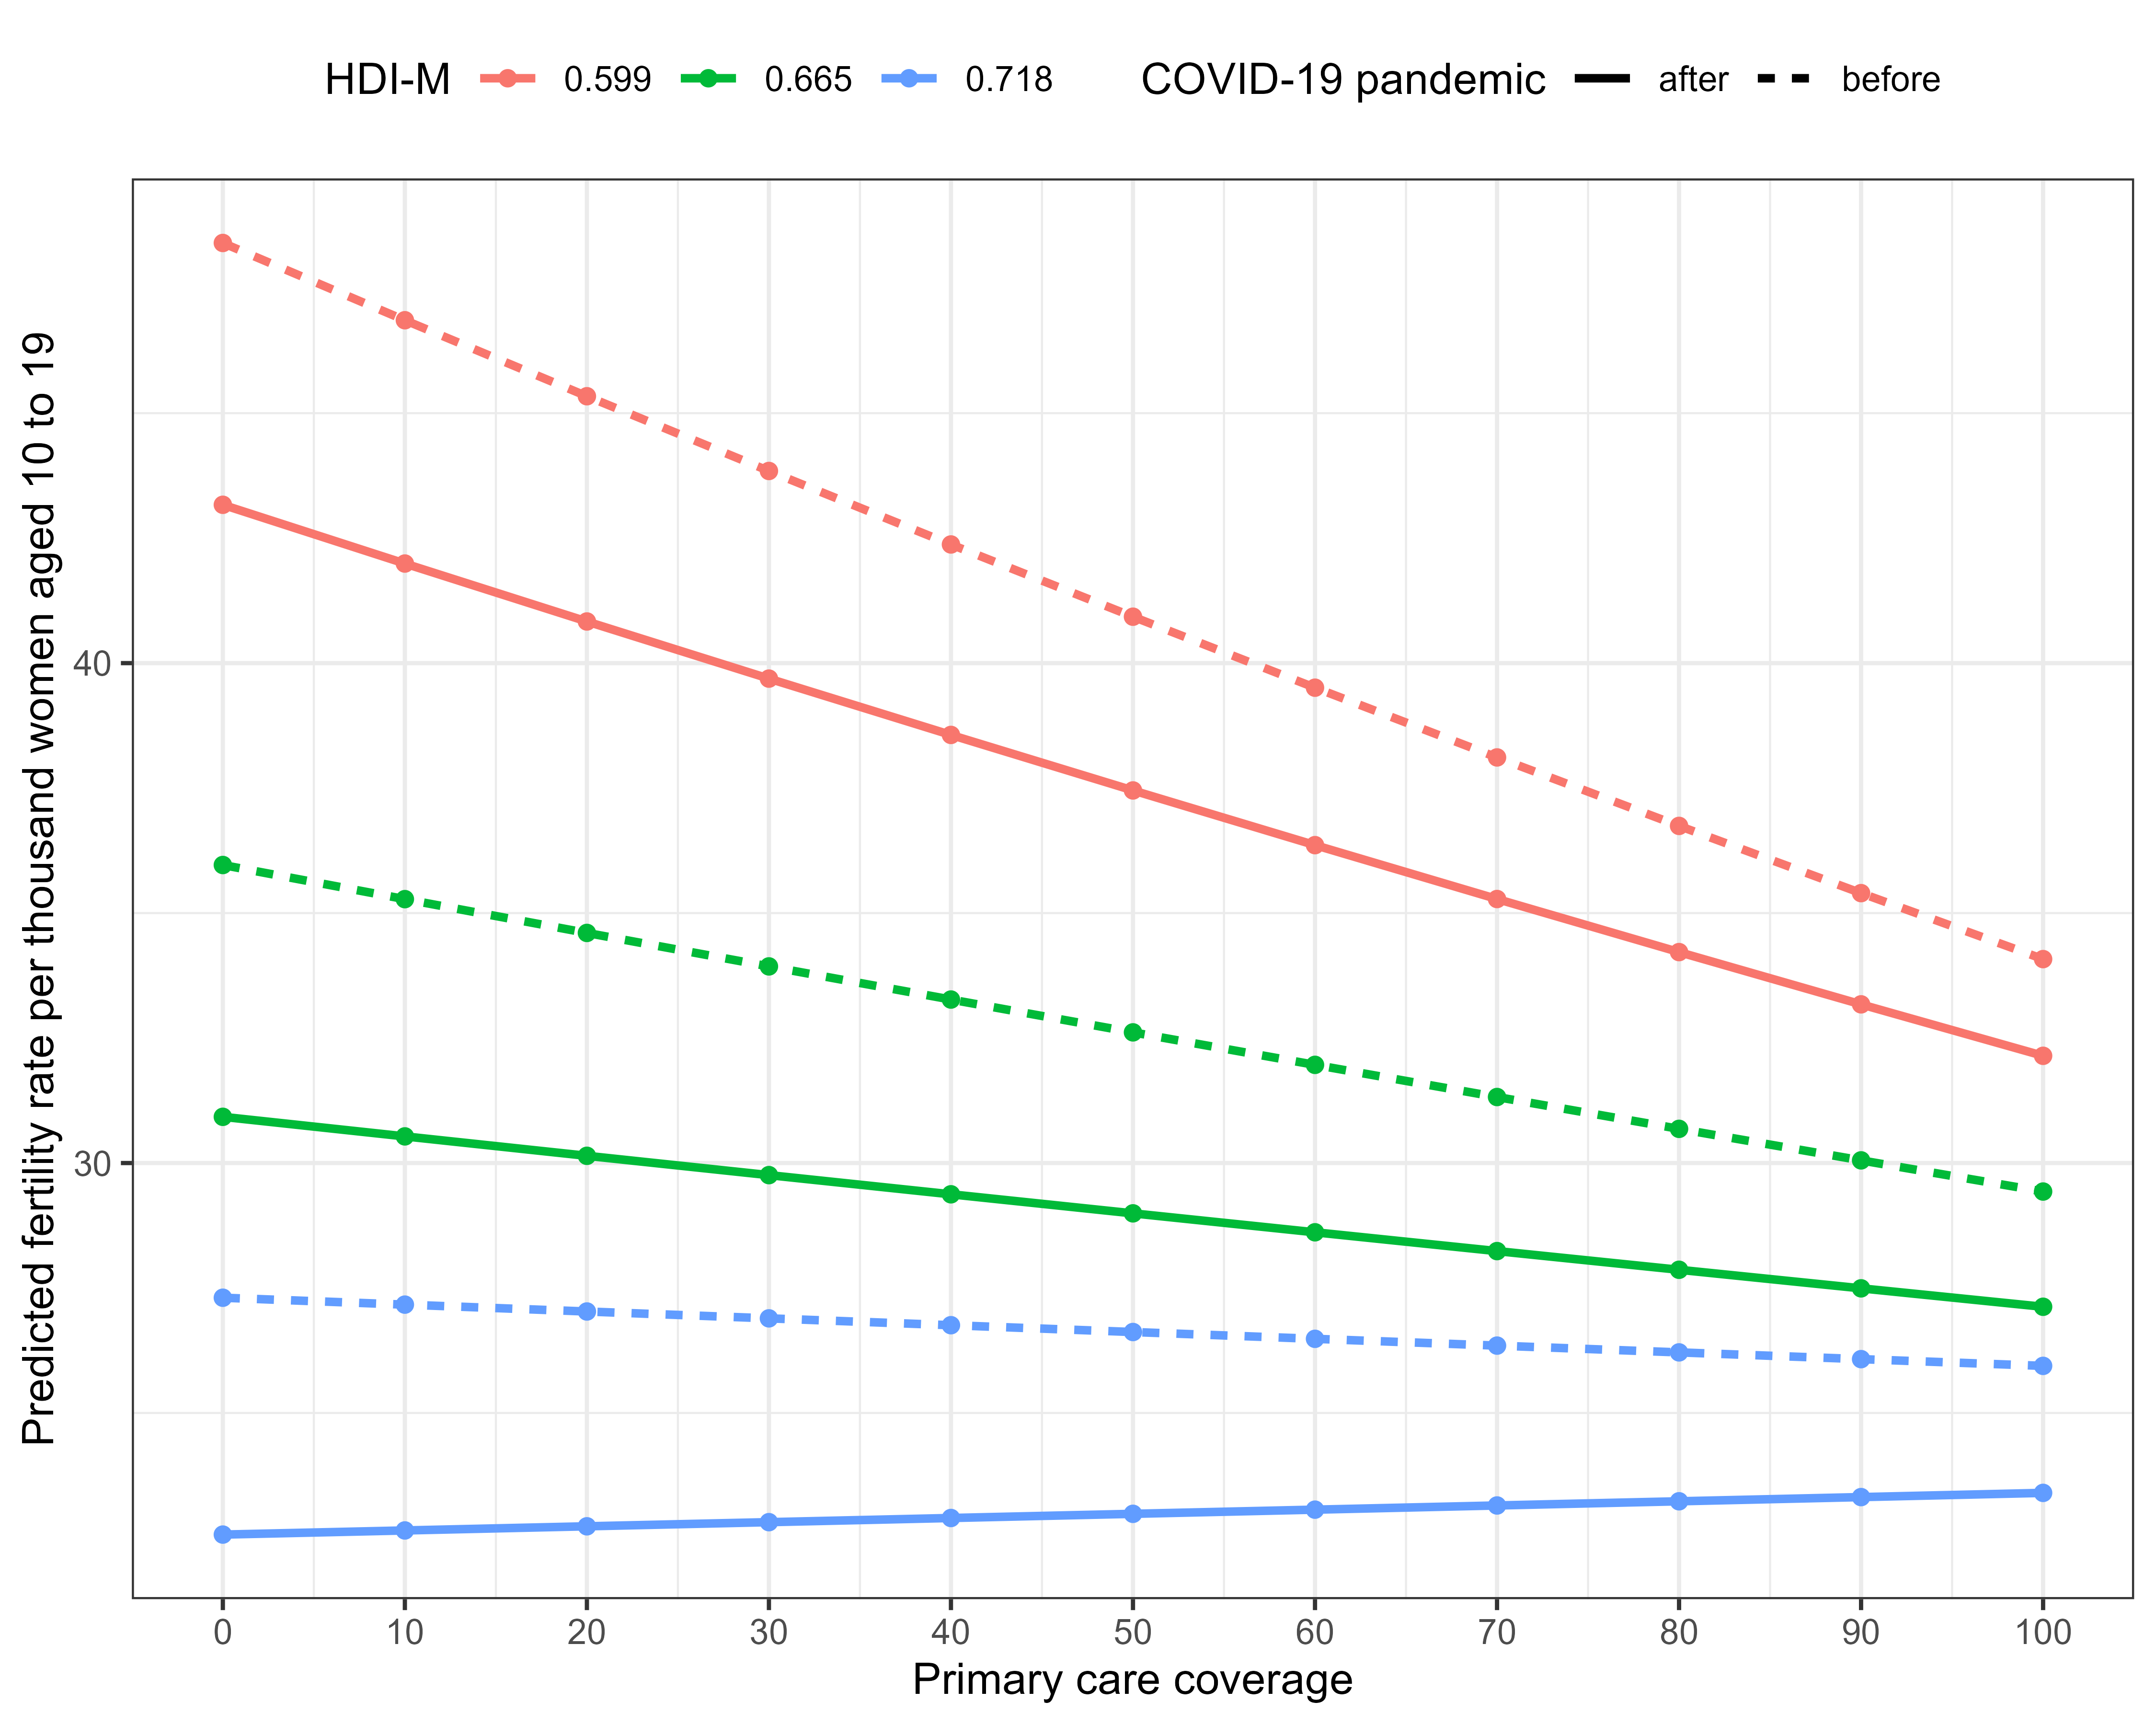 HDI-M 0.599 0.665 0.718 COVID-19 pandemic after before
Predicted fertility rate per thousand women aged 10 to 19
40
30
0 10 20 30 40 50 60 70 80 90 100
Primary care coverage